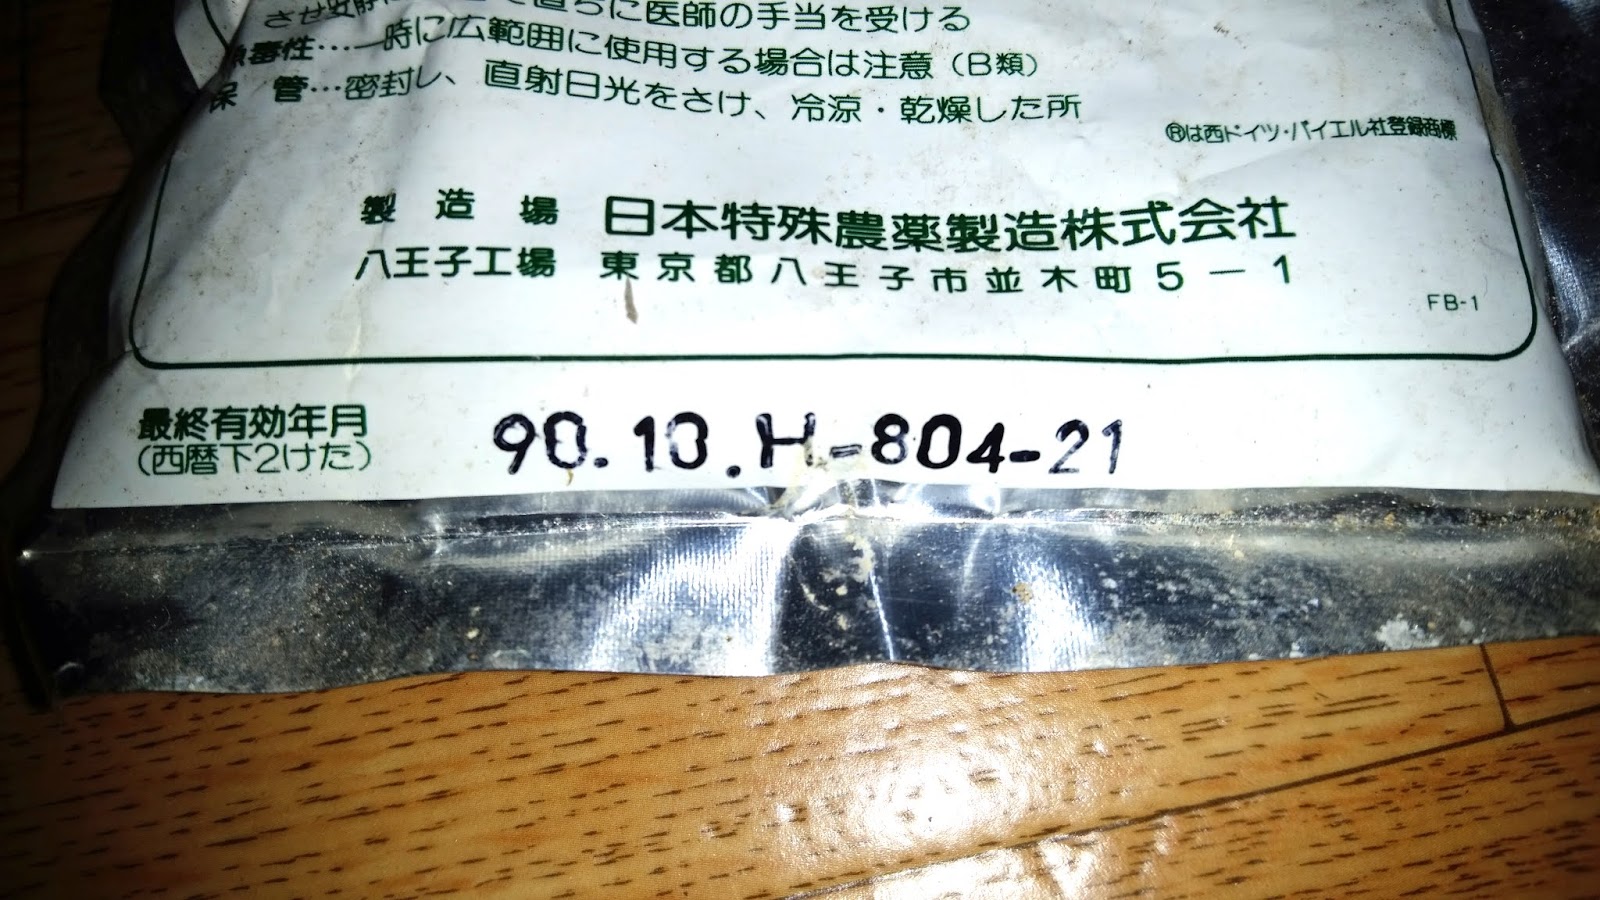 させ安静にして直ちに医師の手当を受ける
魚毒性…一時に広範囲に使用する場合は注意（B類）
保　管…密封し、直射日光をさけ、冷涼・乾燥した所
Ⓡは西ドイツ・バイエル社登録商標
製造場　日本特殊農薬製造株式会社
八王子工場　東京都八王子市並木町5－1
FB-1
最終有効年月　90.10.H-804-21
（西暦下2けた）